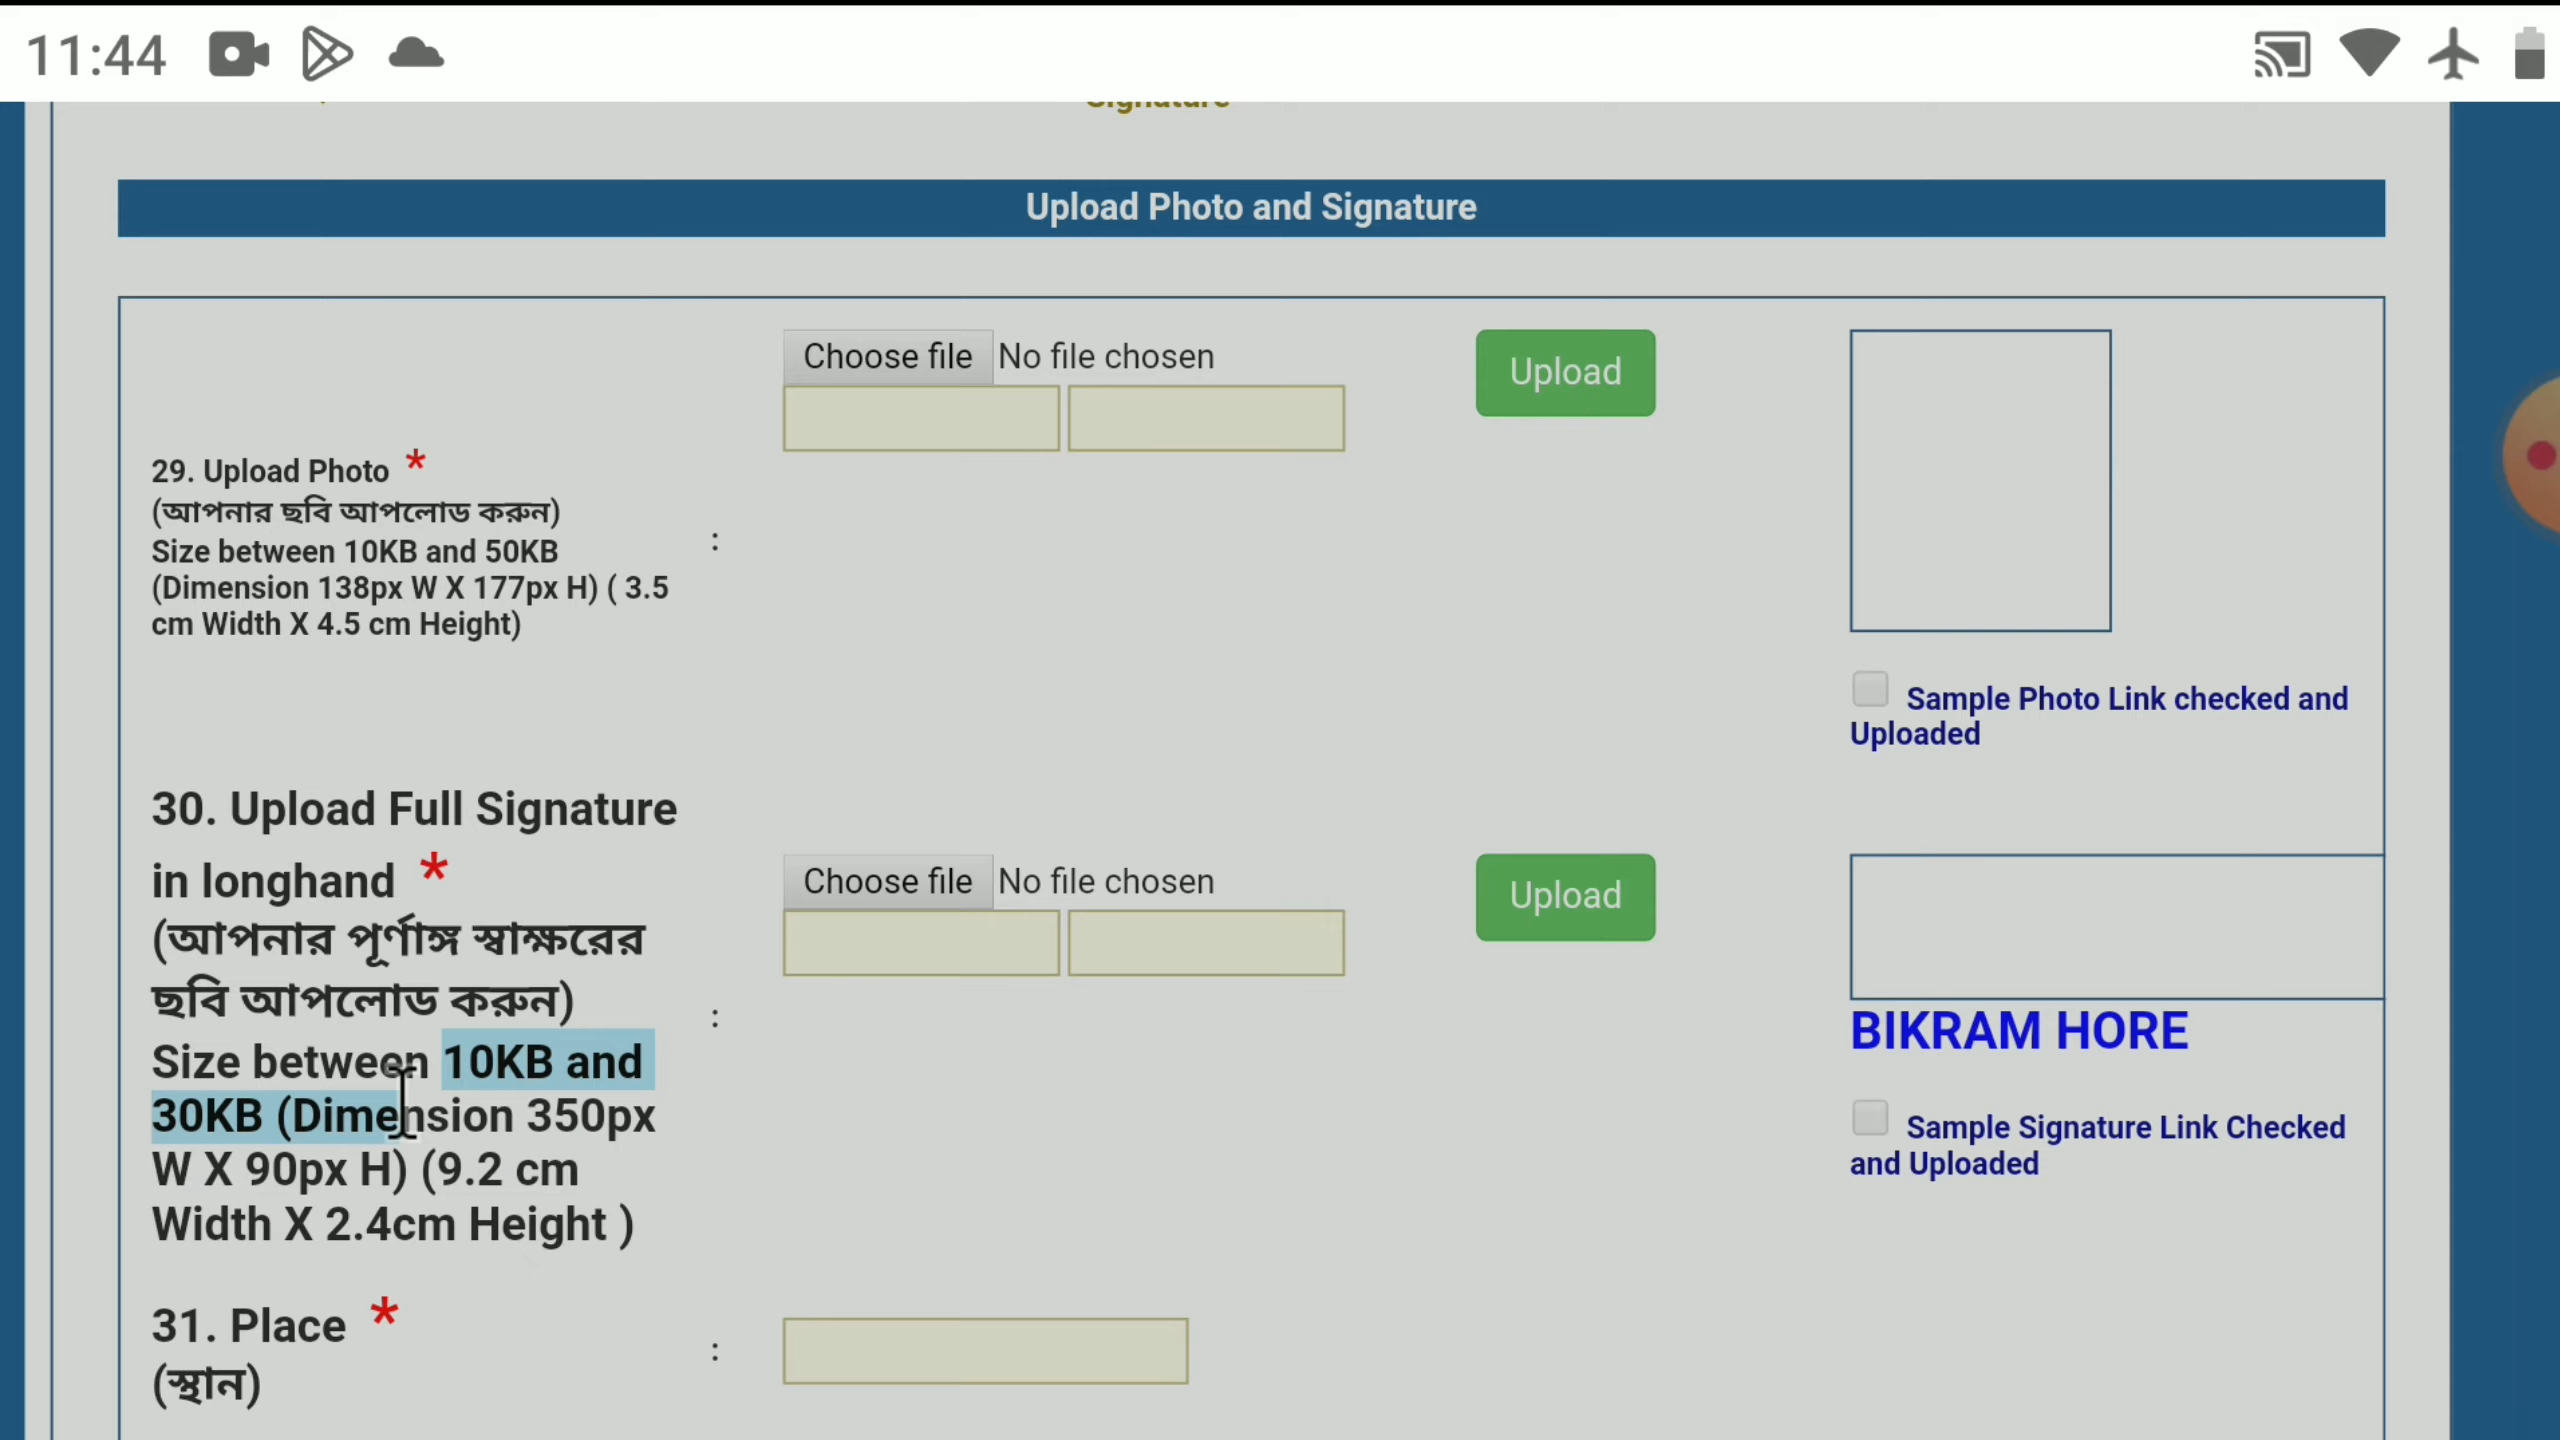 11:44
Signature
Upload Photo and Signature
Choose file No file chosen
Upload
29. Upload Photo *
(আপনার ছবি আপলোড করুন)
Size between 10KB and 50KB
(Dimension 138px W X 177px H) ( 3.5
cm Width X 4.5 cm Height)
:
Sample Photo Link checked and
Uploaded
30. Upload Full Signature
in longhand *
(আপনার পূর্ণাঙ্গ স্বাক্ষরের
ছবি আপলোড করুন)
Size between 10KB and
30KB (Dimension 350px
W X 90px H) (9.2 cm
Width X 2.4cm Height )
:
Choose file No file chosen
Upload
BIKRAM HORE
Sample Signature Link Checked
and Uploaded
31. Place *
(স্থান)
: